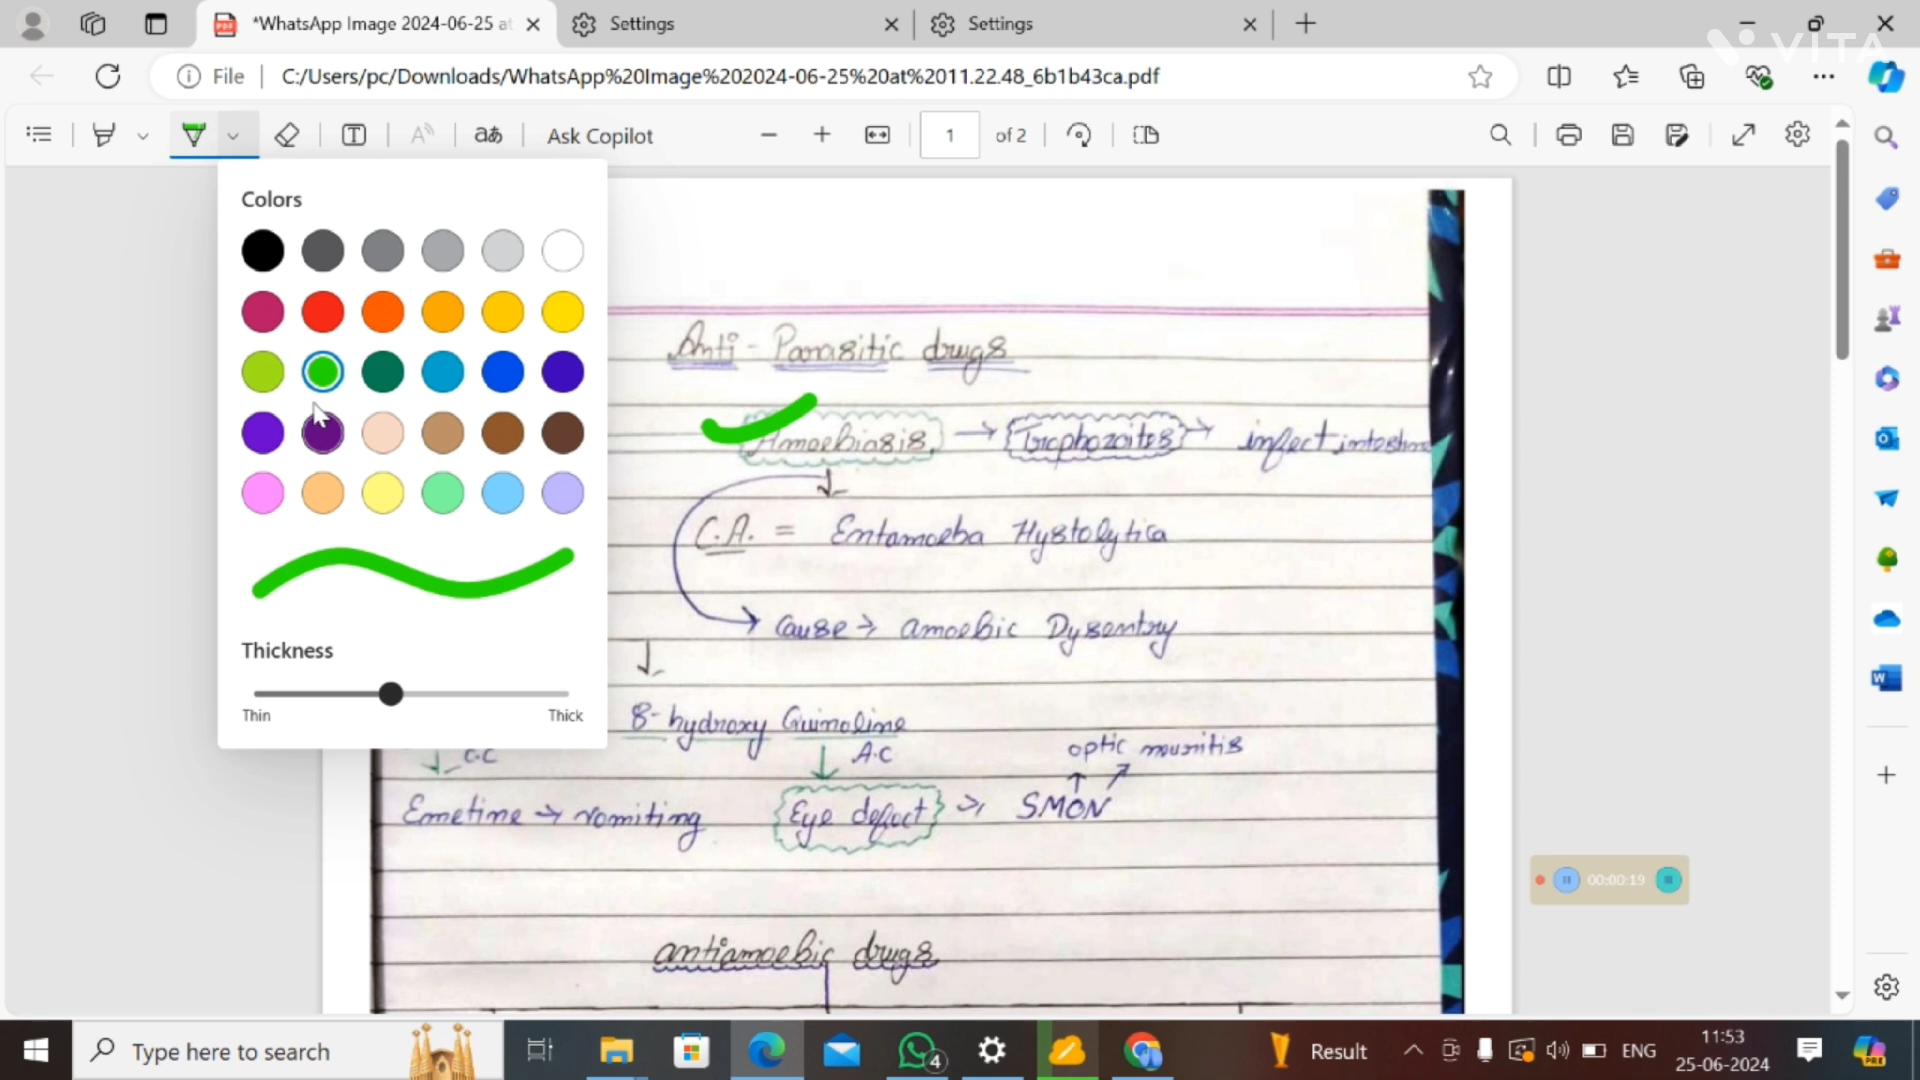 *WhatsApp Image 2024-06-25 at
Settings
Settings
VITA
File
C:/Users/pc/Downloads/WhatsApp%20Image%202024-06-25%20at%2011.22.48_6b1b43ca.pdf
Ask Copilot
1 of 2
Colors
Thickness
Thin Thick
Anti - Parasitic drugs
Amoebiasis → Trophozoites → infect intestine
C.A. = Entamoeba Hystolytica
Cause → amoebic Dysentry
8-hydroxy Quinoline
C.C A.C optic neuritis
Emetine → vomiting Eye defect → SMON
antiamoebic drugs
00:00:19
Type here to search
4
Result
ENG
11:53
25-06-2024